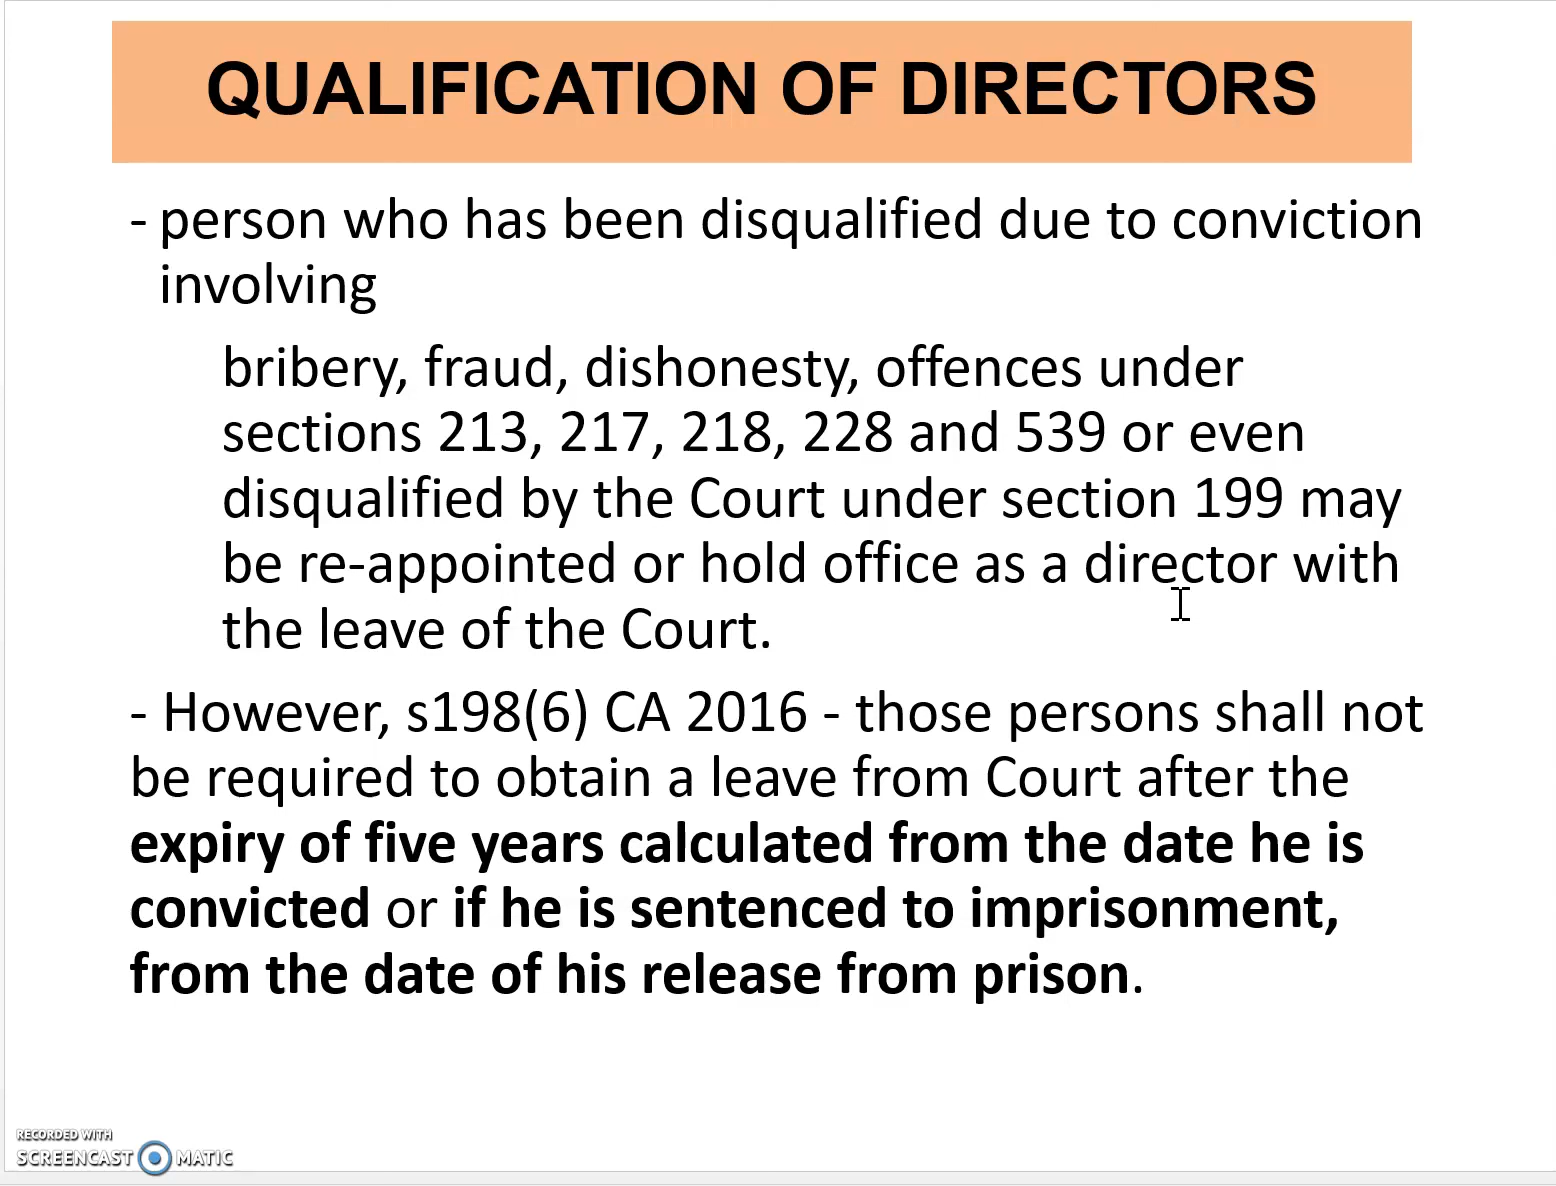 QUALIFICATION OF DIRECTORS
- person who has been disqualified due to conviction
involving
bribery, fraud, dishonesty, offences under
sections 213, 217, 218, 228 and 539 or even
disqualified by the Court under section 199 may
be re-appointed or hold office as a director with
the leave of the Court.
- However, s198(6) CA 2016 - those persons shall not
be required to obtain a leave from Court after the
expiry of five years calculated from the date he is
convicted or if he is sentenced to imprisonment,
from the date of his release from prison.
RECORDED WITH
SCREENCAST MATIC